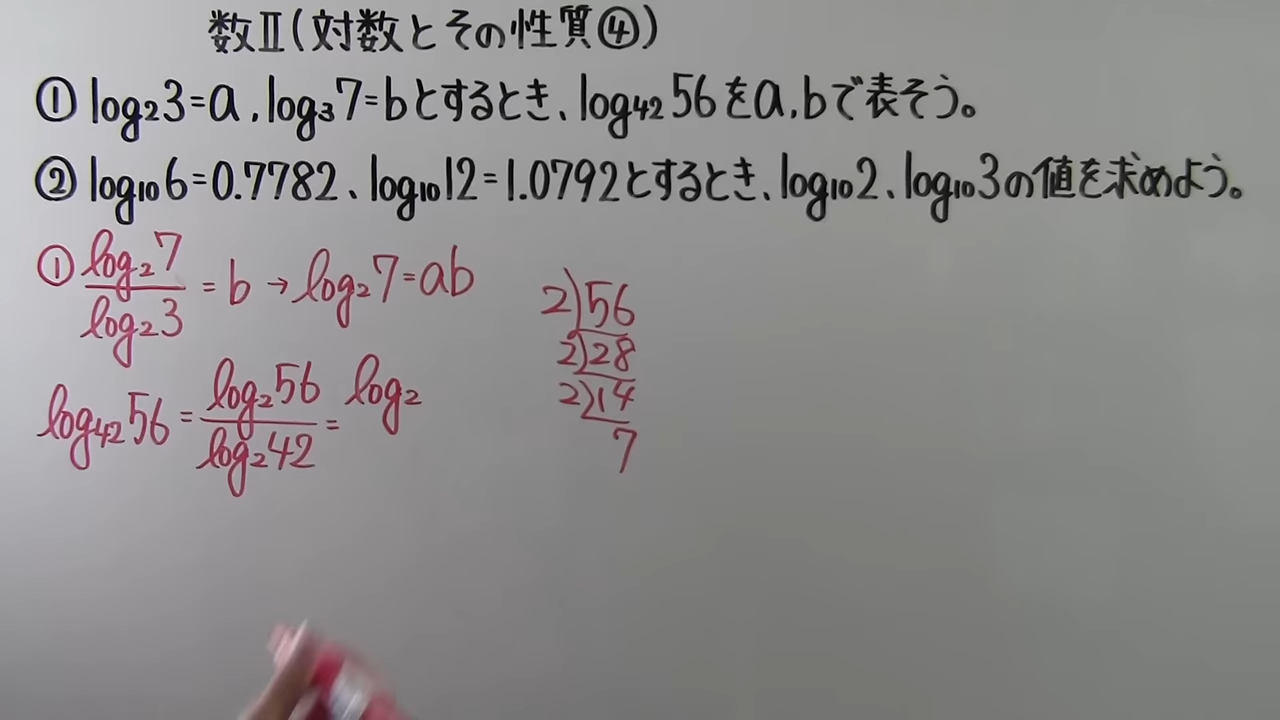 数Ⅱ(対数とその性質④)
① log₂3=a, log₃7=bとするとき、log₄₂56をa,bで表そう。
② log₁₀6=0.7782、log₁₀12=1.0792とするとき、log₁₀2、log₁₀3の値を求めよう。
① log₂7/log₂3 = b → log₂7=ab
log₄₂56 = log₂56/log₂42 = log₂
2)56
2)28
2)14
7